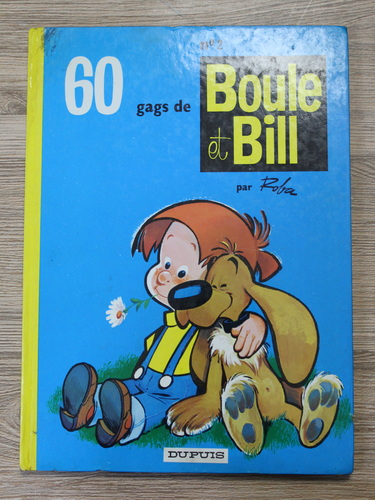 60 gags de
Boule
et Bill
par Roba
DUPUIS